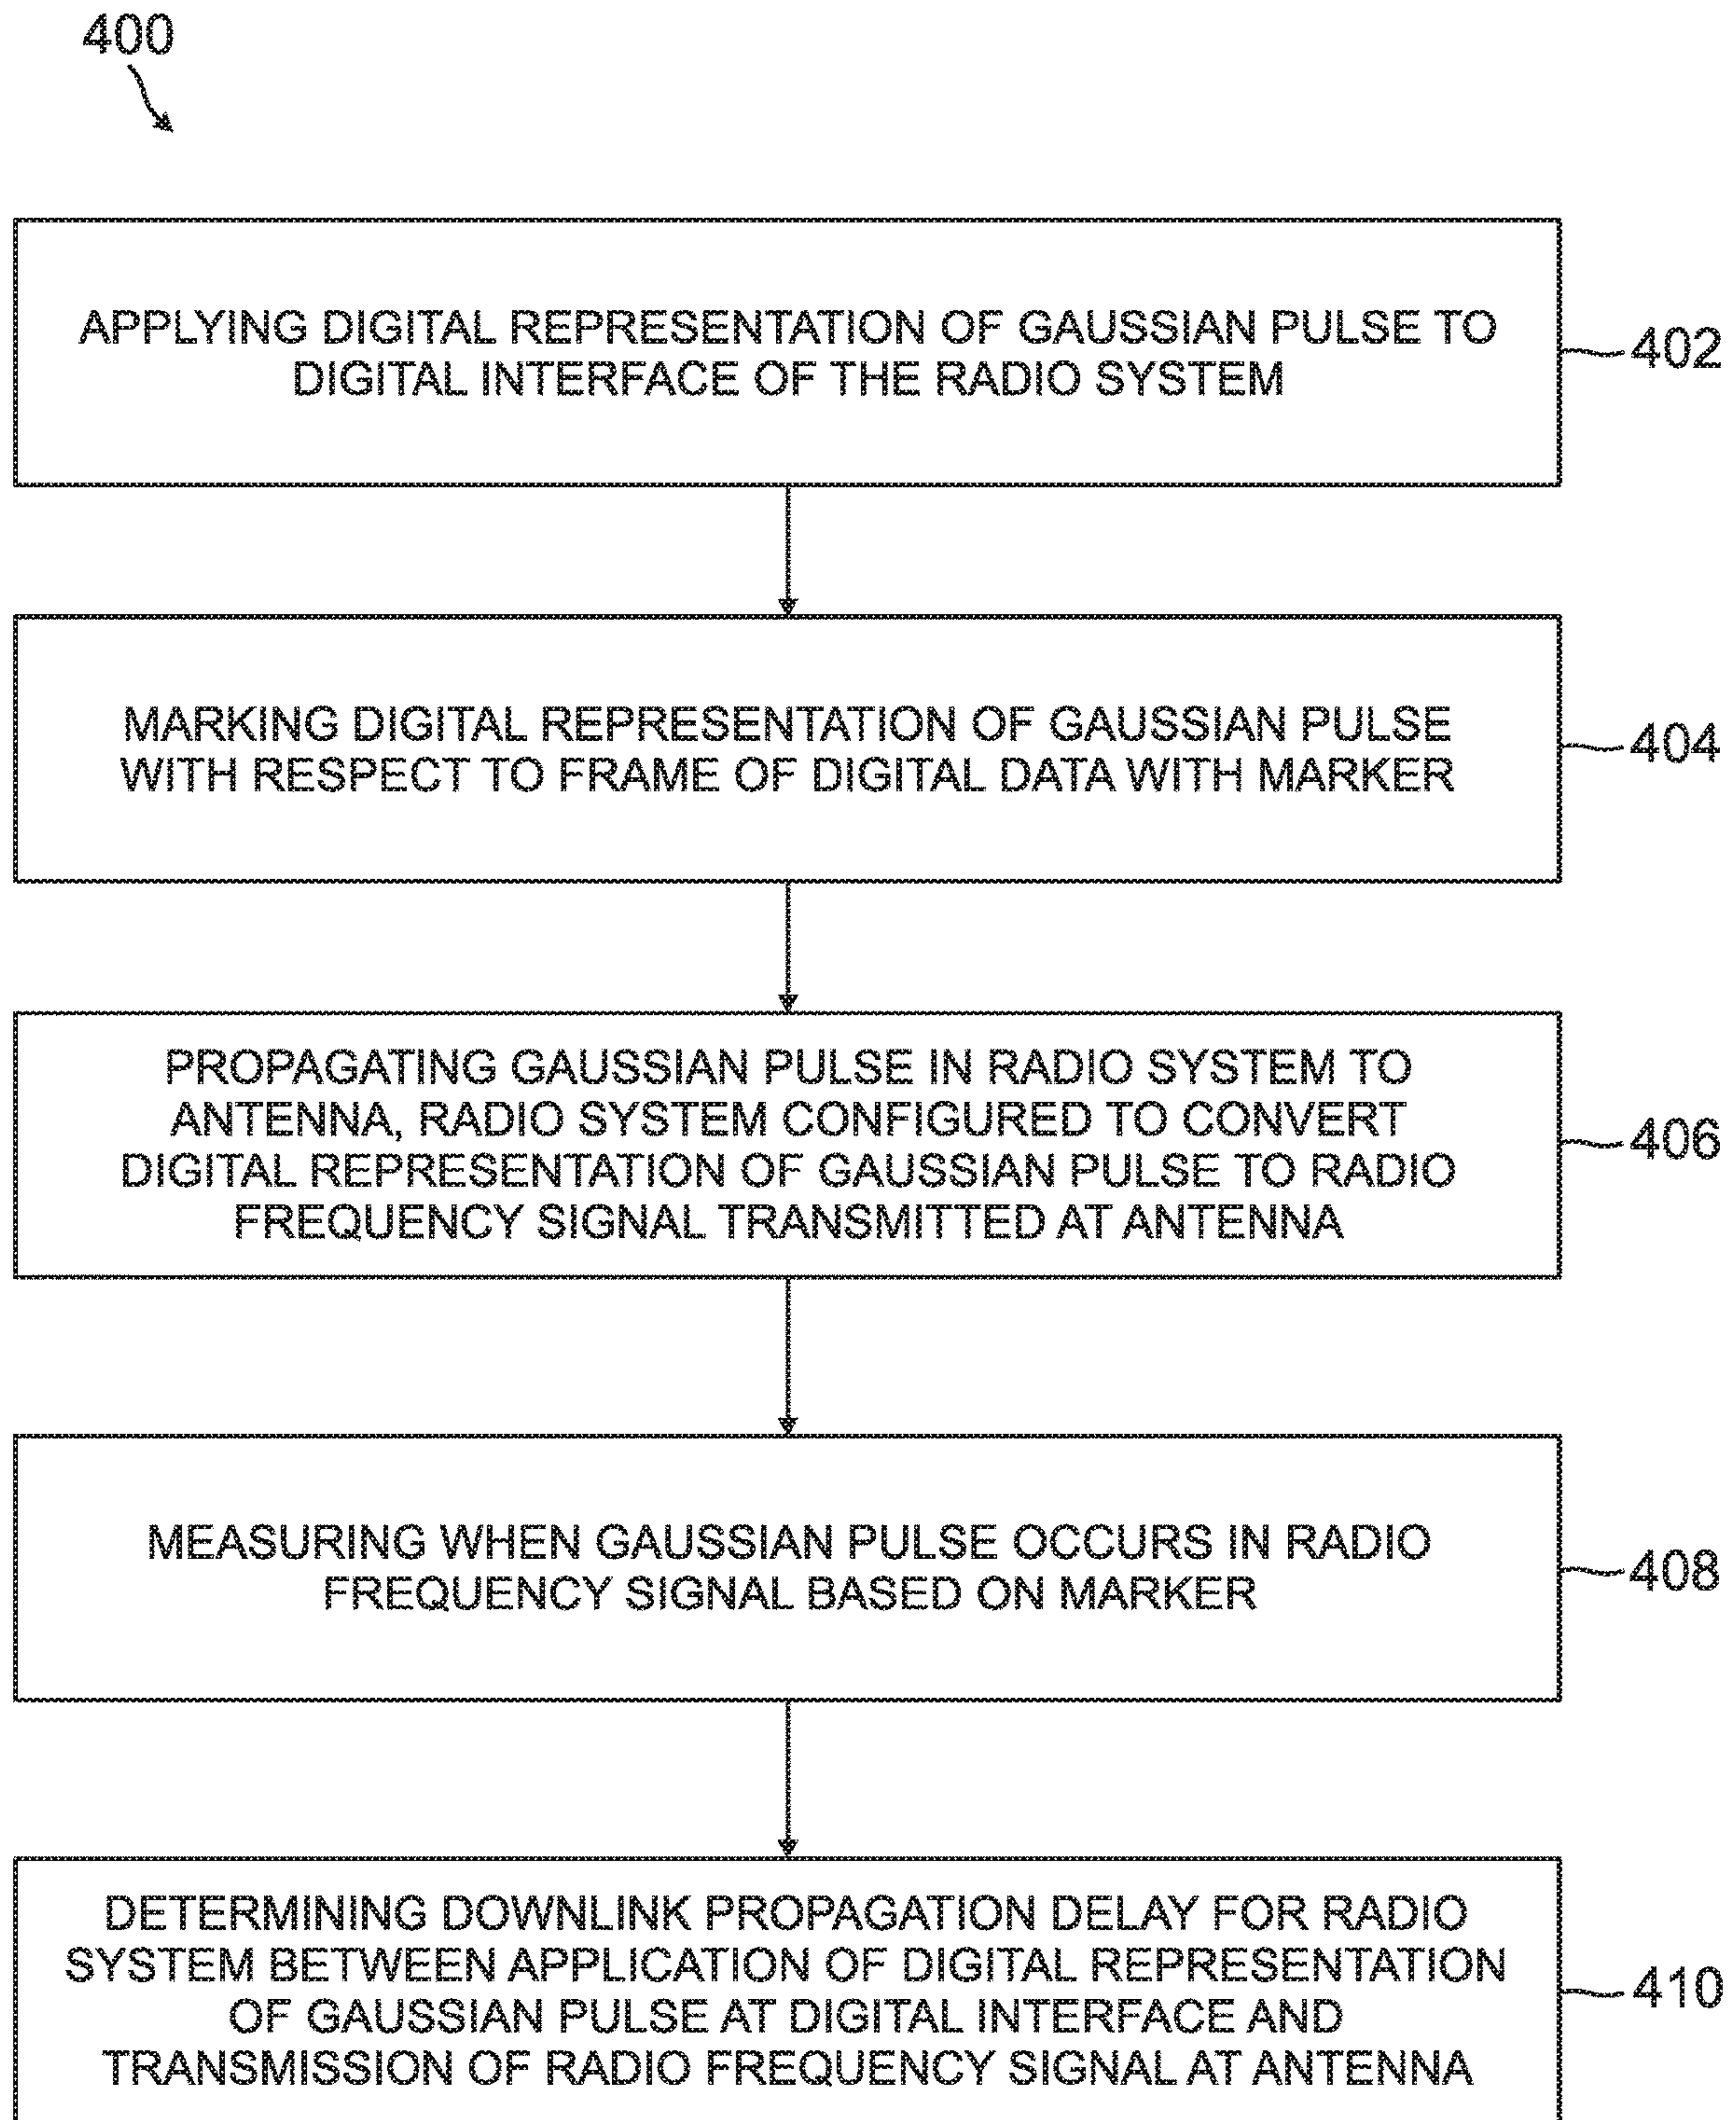 400
APPLYING DIGITAL REPRESENTATION OF GAUSSIAN PULSE TO
DIGITAL INTERFACE OF THE RADIO SYSTEM
402
MARKING DIGITAL REPRESENTATION OF GAUSSIAN PULSE
WITH RESPECT TO FRAME OF DIGITAL DATA WITH MARKER
404
PROPAGATING GAUSSIAN PULSE IN RADIO SYSTEM TO
ANTENNA, RADIO SYSTEM CONFIGURED TO CONVERT
DIGITAL REPRESENTATION OF GAUSSIAN PULSE TO RADIO
FREQUENCY SIGNAL TRANSMITTED AT ANTENNA
406
MEASURING WHEN GAUSSIAN PULSE OCCURS IN RADIO
FREQUENCY SIGNAL BASED ON MARKER
408
DETERMINING DOWNLINK PROPAGATION DELAY FOR RADIO
SYSTEM BETWEEN APPLICATION OF DIGITAL REPRESENTATION
OF GAUSSIAN PULSE AT DIGITAL INTERFACE AND
TRANSMISSION OF RADIO FREQUENCY SIGNAL AT ANTENNA
410